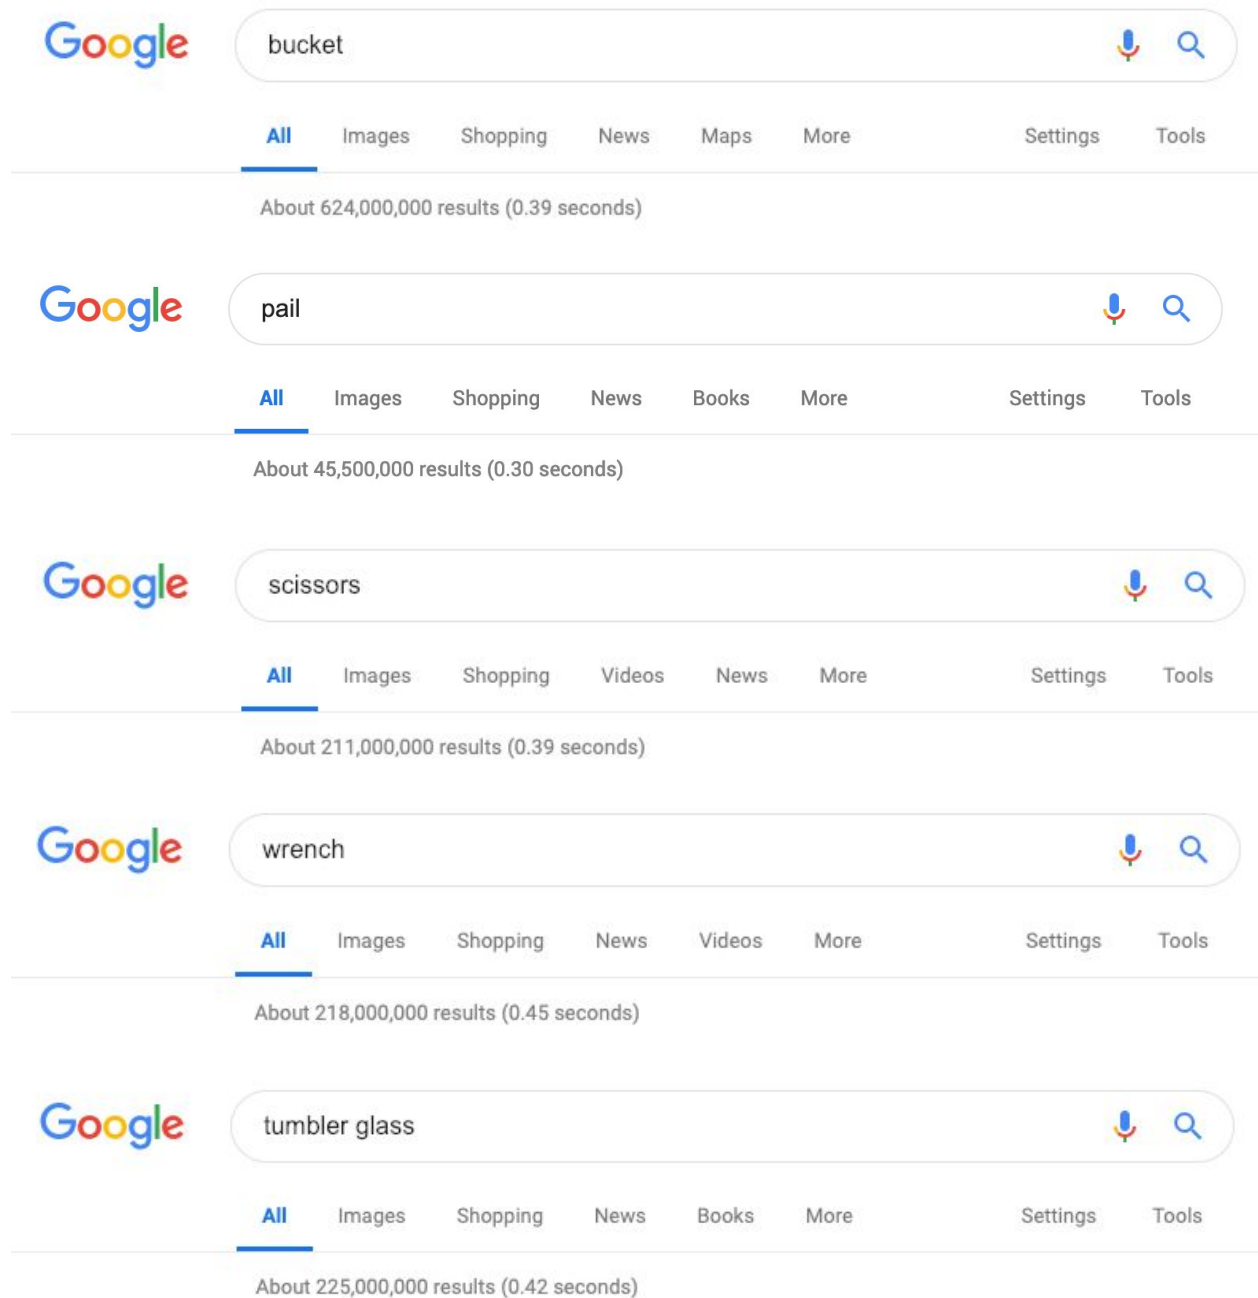 Google bucket
All Images Shopping News Maps More Settings Tools
About 624,000,000 results (0.39 seconds)
Google pail
All Images Shopping News Books More Settings Tools
About 45,500,000 results (0.30 seconds)
Google scissors
All Images Shopping Videos News More Settings Tools
About 211,000,000 results (0.39 seconds)
Google wrench
All Images Shopping News Videos More Settings Tools
About 218,000,000 results (0.45 seconds)
Google tumbler glass
All Images Shopping News Books More Settings Tools
About 225,000,000 results (0.42 seconds)